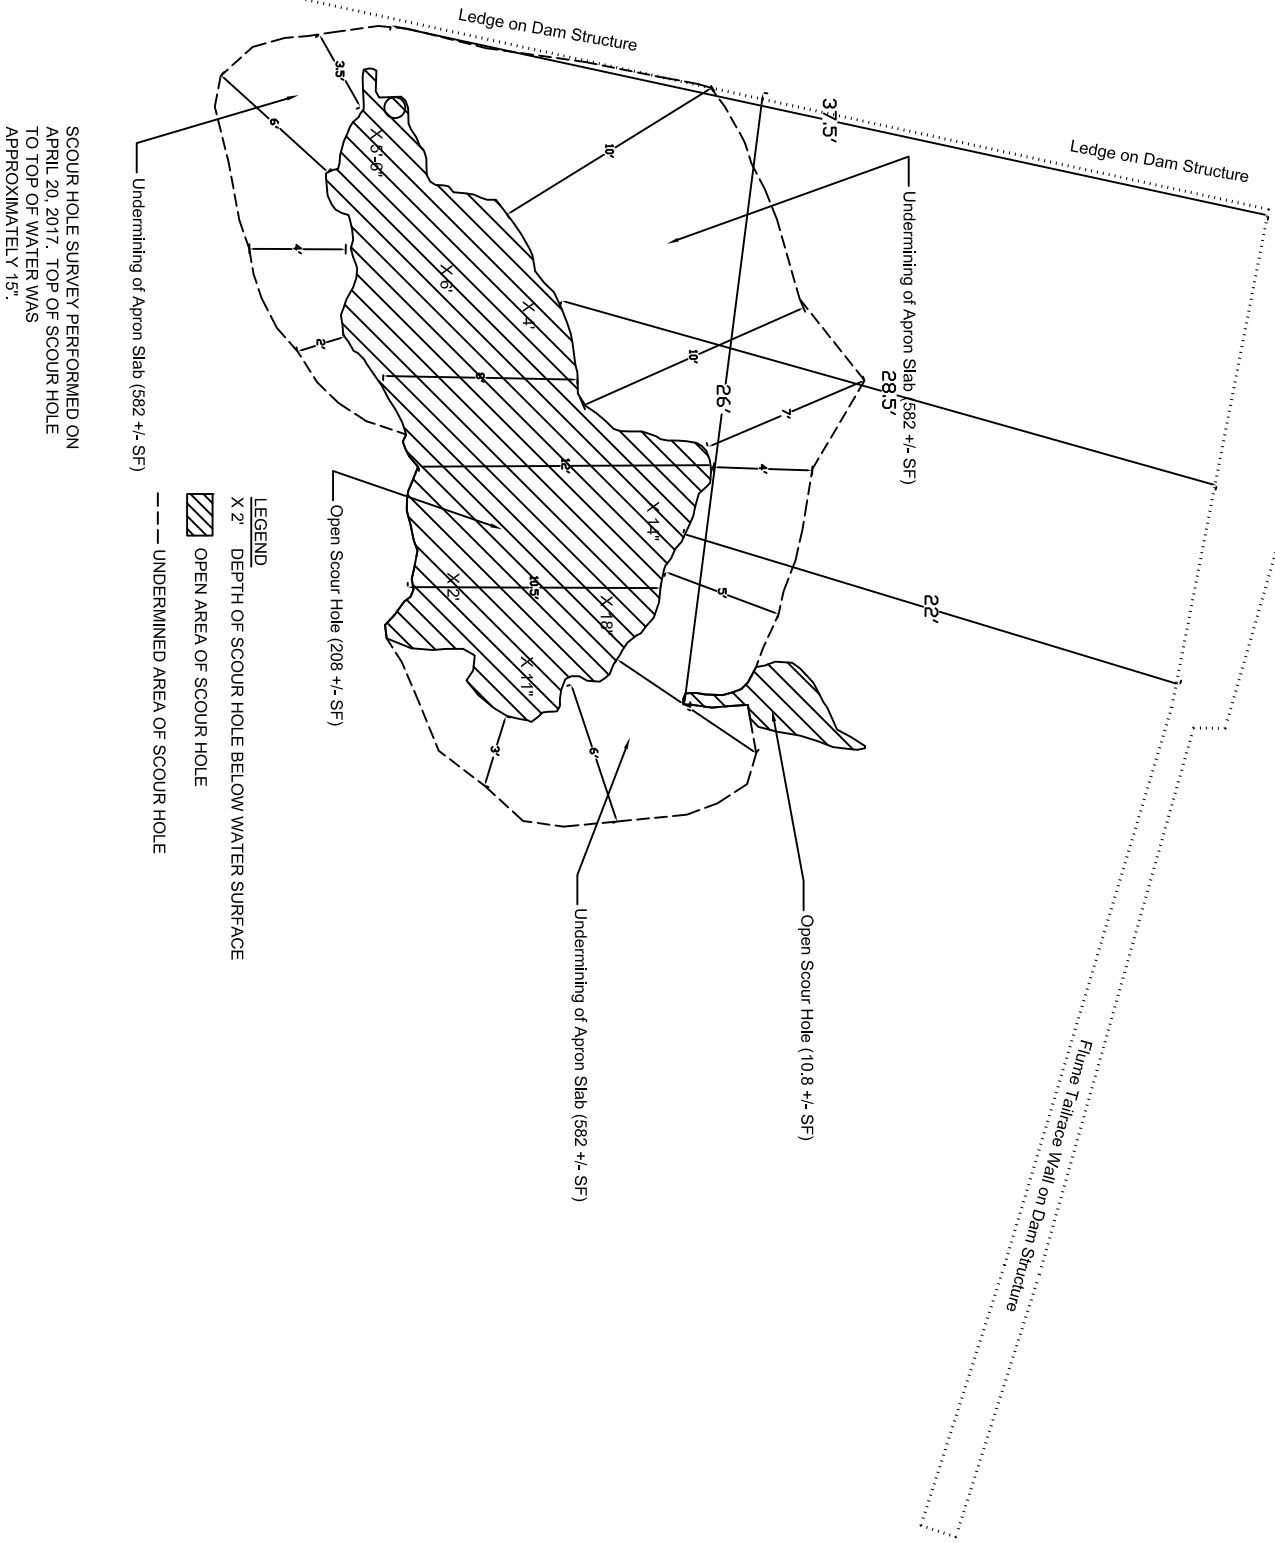 Ledge on Dam Structure
Ledge on Dam Structure
37.5'
3.5'
6'
10'
X 5'-6"
Undermining of Apron Slab (582 +/- SF)
Undermining of Apron Slab (582 +/- SF)
4'
X 6'
X 4'
2'
10'
8'
26'
28.5'
7'
12'
4'
X 14"
22'
X 2'
10.5'
X 18"
5'
X 11"
3'
6'
Open Scour Hole (208 +/- SF)
Open Scour Hole (10.8 +/- SF)
Undermining of Apron Slab (582 +/- SF)
Flume Tailrace Wall on Dam Structure
LEGEND
X 2' DEPTH OF SCOUR HOLE BELOW WATER SURFACE
OPEN AREA OF SCOUR HOLE
UNDERMINED AREA OF SCOUR HOLE
SCOUR HOLE SURVEY PERFORMED ON
APRIL 20, 2017. TOP OF SCOUR HOLE
TO TOP OF WATER WAS
APPROXIMATELY 15".